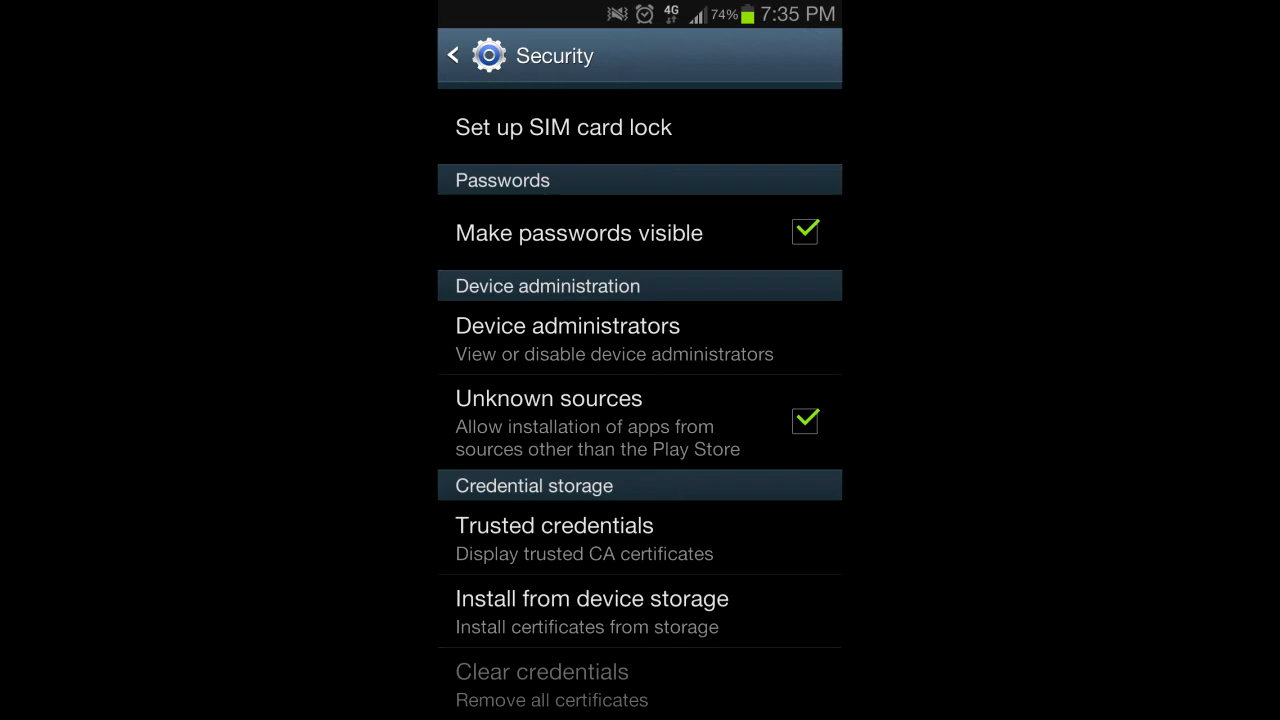 4G 74% 7:35 PM
Security
Set up SIM card lock
Passwords
Make passwords visible
Device administration
Device administrators
View or disable device administrators
Unknown sources
Allow installation of apps from
sources other than the Play Store
Credential storage
Trusted credentials
Display trusted CA certificates
Install from device storage
Install certificates from storage
Clear credentials
Remove all certificates